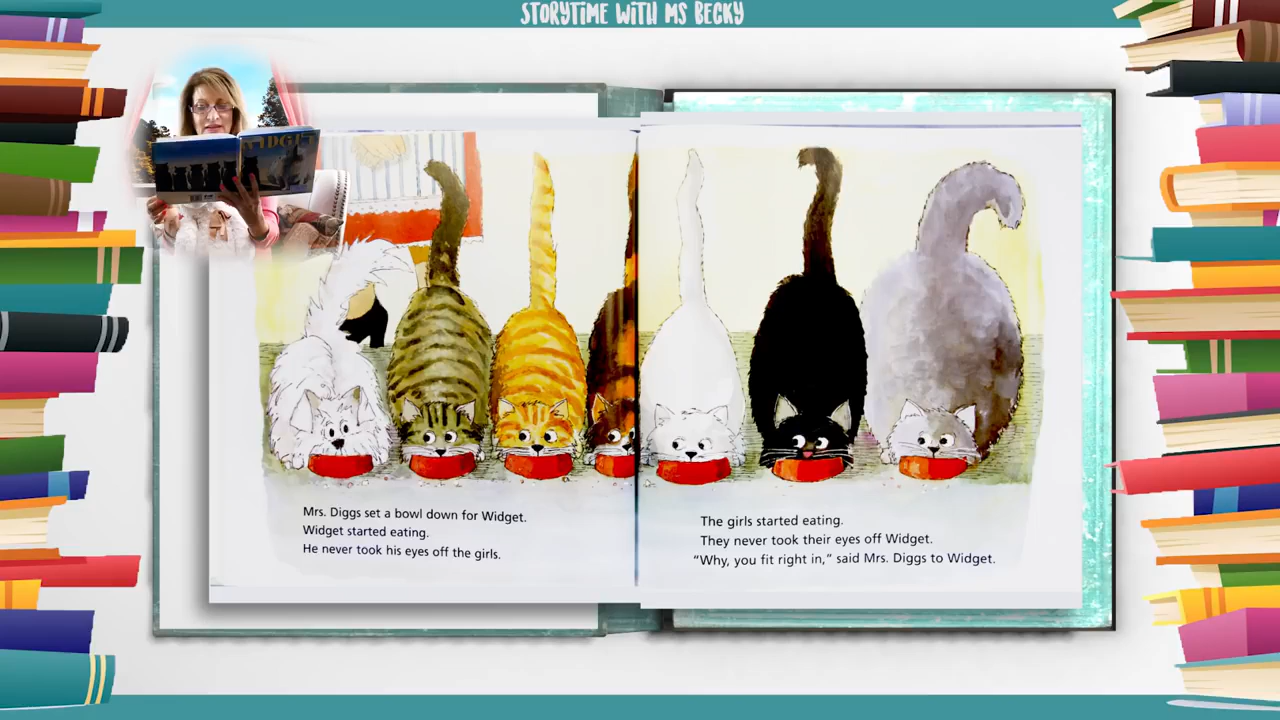 STORYTIME WITH MS BECKY
WIDGET
Mrs. Diggs set a bowl down for Widget.
Widget started eating.
He never took his eyes off the girls.
The girls started eating.
They never took their eyes off Widget.
“Why, you fit right in,” said Mrs. Diggs to Widget.